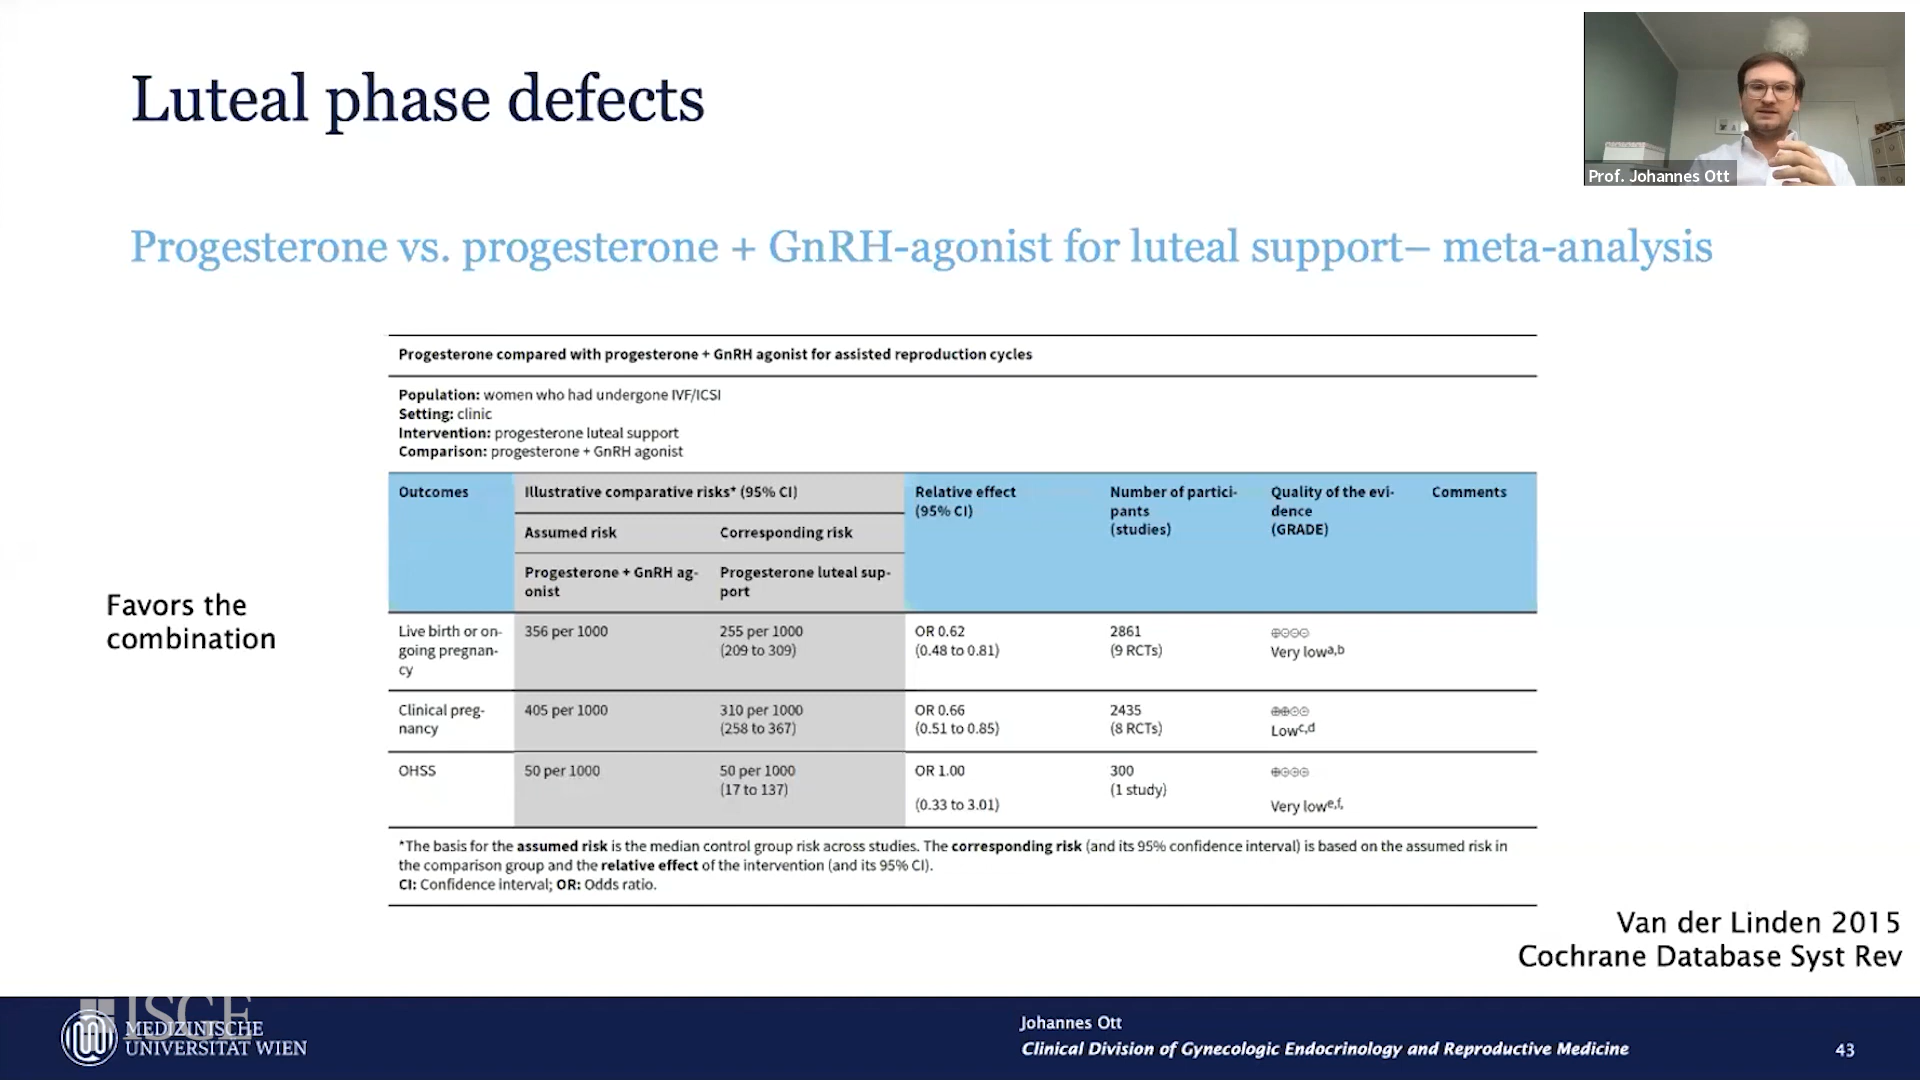 Luteal phase defects
Prof. Johannes Ott
Progesterone vs. progesterone + GnRH-agonist for luteal support– meta-analysis
Progesterone compared with progesterone + GnRH agonist for assisted reproduction cycles
Population: women who had undergone IVF/ICSI
Setting: clinic
Intervention: progesterone luteal support
Comparison: progesterone + GnRH agonist
Outcomes
Illustrative comparative risks* (95% CI)
Relative effect
(95% CI)
Number of partici-
pants
(studies)
Quality of the evi-
dence
(GRADE)
Comments
Assumed risk
Corresponding risk
Progesterone + GnRH ag-
onist
Progesterone luteal sup-
port
Favors the
combination
Live birth or on-
going pregnan-
cy
356 per 1000
255 per 1000
(209 to 309)
OR 0.62
(0.48 to 0.81)
2861
(9 RCTs)
⊕⊝⊝⊝
Very lowa,b
Clinical preg-
nancy
405 per 1000
310 per 1000
(258 to 367)
OR 0.66
(0.51 to 0.85)
2435
(8 RCTs)
⊕⊕⊝⊝
Lowc,d
OHSS
50 per 1000
50 per 1000
(17 to 137)
OR 1.00
(0.33 to 3.01)
300
(1 study)
⊕⊝⊝⊝
Very lowe,f,
*The basis for the assumed risk is the median control group risk across studies. The corresponding risk (and its 95% confidence interval) is based on the assumed risk in
the comparison group and the relative effect of the intervention (and its 95% CI).
CI: Confidence interval; OR: Odds ratio.
Van der Linden 2015
Cochrane Database Syst Rev
ISGE
MEDIZINISCHE
UNIVERSITÄT WIEN
Johannes Ott
Clinical Division of Gynecologic Endocrinology and Reproductive Medicine
43